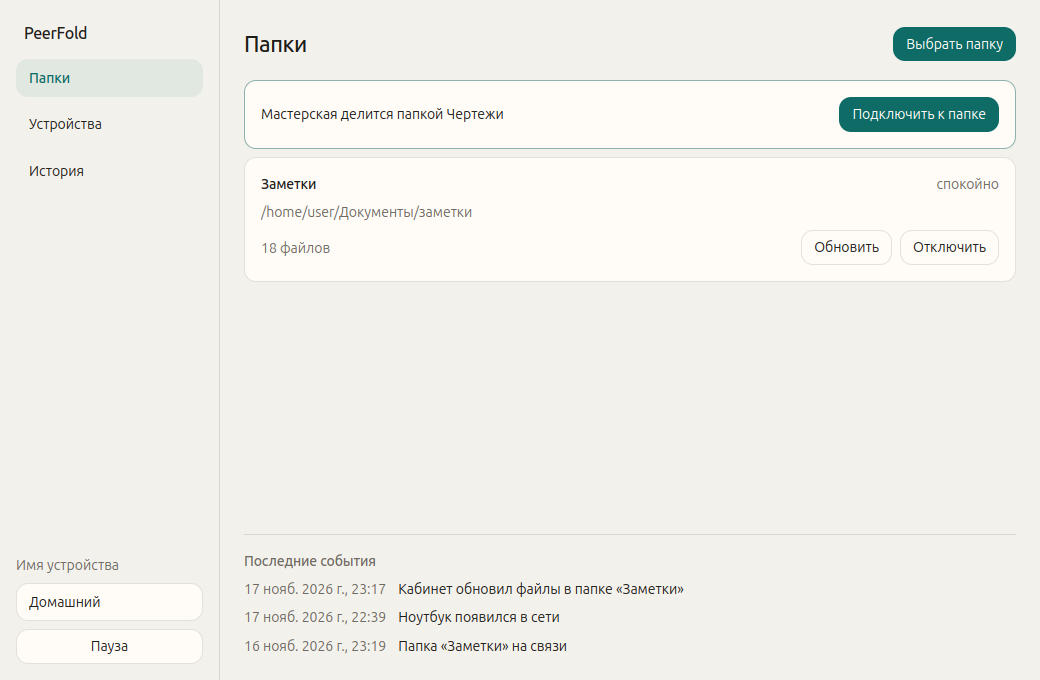 PeerFold
Папки
Устройства
История
Имя устройства
Домашний
Пауза
Папки
Выбрать папку
Мастерская делится папкой Чертежи
Подключить к папке
Заметки
спокойно
/home/user/Документы/заметки
18 файлов
Обновить
Отключить
Последние события
17 нояб. 2026 г., 23:17 Кабинет обновил файлы в папке «Заметки»
17 нояб. 2026 г., 22:39 Ноутбук появился в сети
16 нояб. 2026 г., 23:19 Папка «Заметки» на связи